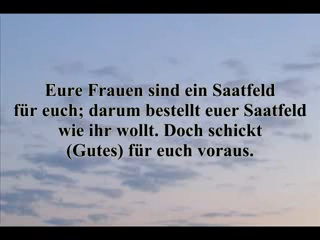 Eure Frauen sind ein Saatfeld
für euch; darum bestellt euer Saatfeld
wie ihr wollt. Doch schickt
(Gutes) für euch voraus.